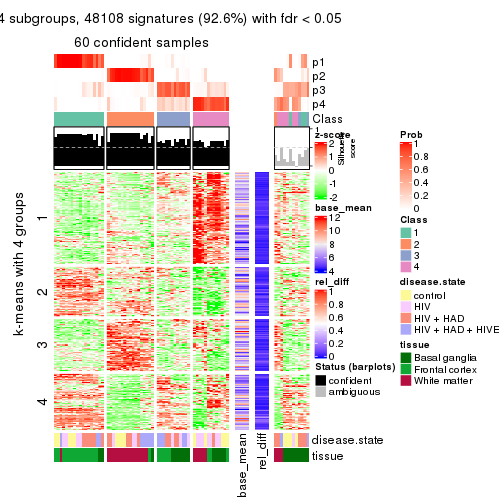 4 subgroups, 48108 signatures (92.6%) with fdr < 0.05
60 confident samples
p1
p2
p3
p4
Class
1
Silhouette score
k-means with 4 groups
1
2
3
4
base_mean
rel_diff
disease.state
tissue
z-score
2
1
0
-1
-2
base_mean
12
10
8
6
4
rel_diff
1
0.8
0.6
0.4
0.2
0
Status (barplots)
confident
ambiguous
Prob
1
0.8
0.6
0.4
0.2
0
Class
1
2
3
4
disease.state
control
HIV
HIV + HAD
HIV + HAD + HIVE
tissue
Basal ganglia
Frontal cortex
White matter